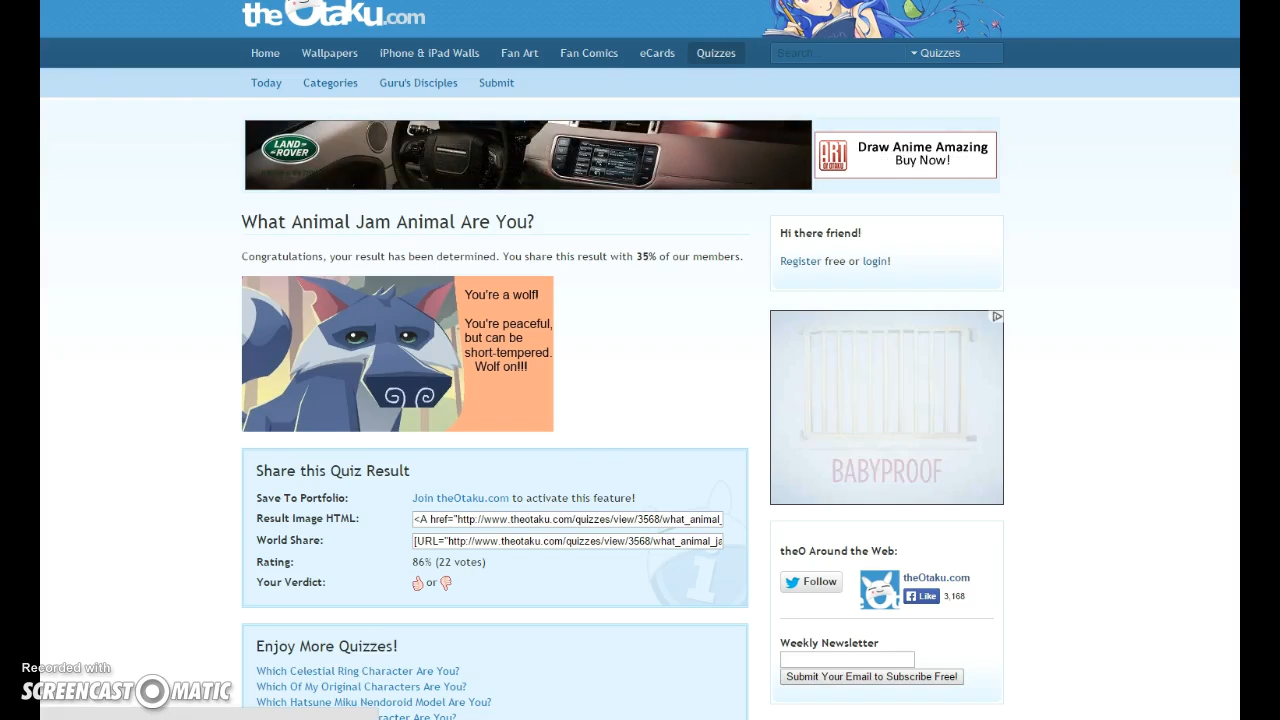 theOtaku.com
Home Wallpapers iPhone & iPad Walls Fan Art Fan Comics eCards Quizzes
Search Quizzes
Today Categories Guru's Disciples Submit
LAND-
ROVER
ART
Draw Anime Amazing
Buy Now!
What Animal Jam Animal Are You?
Congratulations, your result has been determined. You share this result with 35% of our members.
You're a wolf!
You're peaceful,
but can be
short-tempered.
Wolf on!!!
Share this Quiz Result
Save To Portfolio: Join theOtaku.com to activate this feature!
Result Image HTML: <A href="http://www.theotaku.com/quizzes/view/3568/what_animal_
World Share: [URL="http://www.theotaku.com/quizzes/view/3568/what_animal_ja
Rating: 86% (22 votes)
Your Verdict: or
Enjoy More Quizzes!
Which Celestial Ring Character Are You?
Which Of My Original Characters Are You?
Which Hatsune Miku Nendoroid Model Are You?
racter Are You?
Hi there friend!
Register free or login!
BABYPROOF
theO Around the Web:
Follow
theOtaku.com
Like 3,168
Weekly Newsletter
Submit Your Email to Subscribe Free!
Recorded with
SCREENCAST-O-MATIC